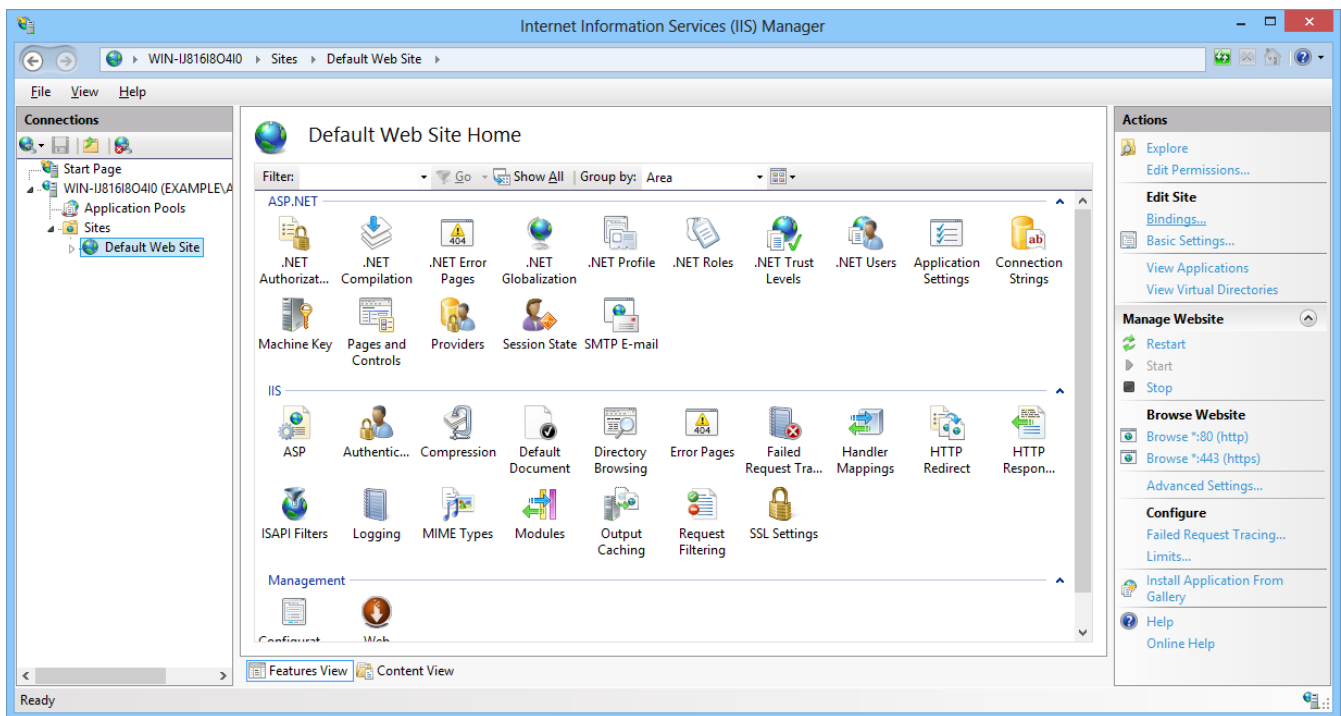 Internet Information Services (IIS) Manager
WIN-IJ816I8O4I0 Sites Default Web Site
File View Help
Connections
Start Page
WIN-IJ816I8O4I0 (EXAMPLE\A
Application Pools
Sites
Default Web Site
Default Web Site Home
Filter: Go Show All Group by: Area
ASP.NET
.NET Authorizat...
.NET Compilation
.NET Error Pages
.NET Globalization
.NET Profile
.NET Roles
.NET Trust Levels
.NET Users
Application Settings
Connection Strings
Machine Key
Pages and Controls
Providers
Session State
SMTP E-mail
IIS
ASP
Authentic...
Compression
Default Document
Directory Browsing
Error Pages
Failed Request Tra...
Handler Mappings
HTTP Redirect
HTTP Respon...
ISAPI Filters
Logging
MIME Types
Modules
Output Caching
Request Filtering
SSL Settings
Management
Configurat...
Web
Features View Content View
Actions
Explore
Edit Permissions...
Edit Site
Bindings...
Basic Settings...
View Applications
View Virtual Directories
Manage Website
Restart
Start
Stop
Browse Website
Browse *:80 (http)
Browse *:443 (https)
Advanced Settings...
Configure
Failed Request Tracing...
Limits...
Install Application From
Gallery
Help
Online Help
Ready